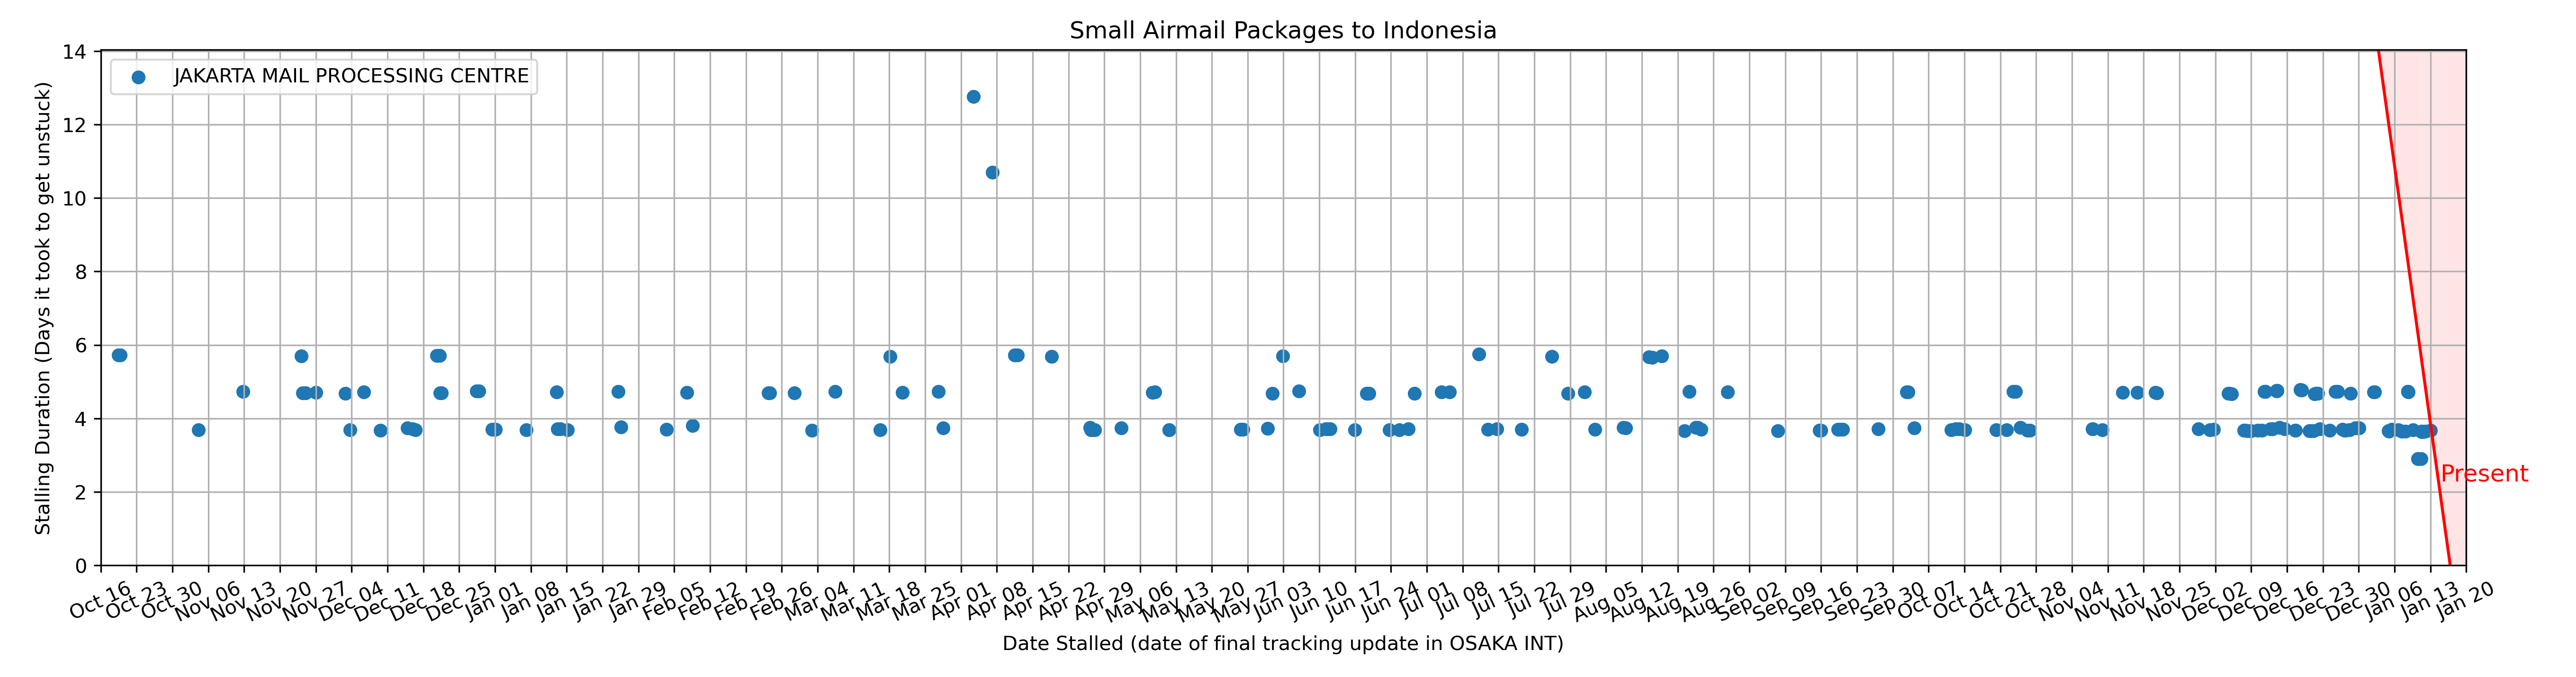 Small Airmail Packages to Indonesia
JAKARTA MAIL PROCESSING CENTRE
Stalling Duration (Days it took to get unstuck)
14
12
10
8
6
4
2
0
Present
Oct 16 Oct 23 Oct 30 Nov 06 Nov 13 Nov 20 Nov 27 Dec 04 Dec 11 Dec 18 Dec 25 Jan 01 Jan 08 Jan 15 Jan 22 Jan 29 Feb 05 Feb 12 Feb 19 Feb 26 Mar 04 Mar 11 Mar 18 Mar 25 Apr 01 Apr 08 Apr 15 Apr 22 Apr 29 May 06 May 13 May 20 May 27 Jun 03 Jun 10 Jun 17 Jun 24 Jul 01 Jul 08 Jul 15 Jul 22 Jul 29 Aug 05 Aug 12 Aug 19 Aug 26 Sep 02 Sep 09 Sep 16 Sep 23 Sep 30 Oct 07 Oct 14 Oct 21 Oct 28 Nov 04 Nov 11 Nov 18 Nov 25 Dec 02 Dec 09 Dec 16 Dec 23 Dec 30 Jan 06 Jan 13 Jan 20
Date Stalled (date of final tracking update in OSAKA INT)